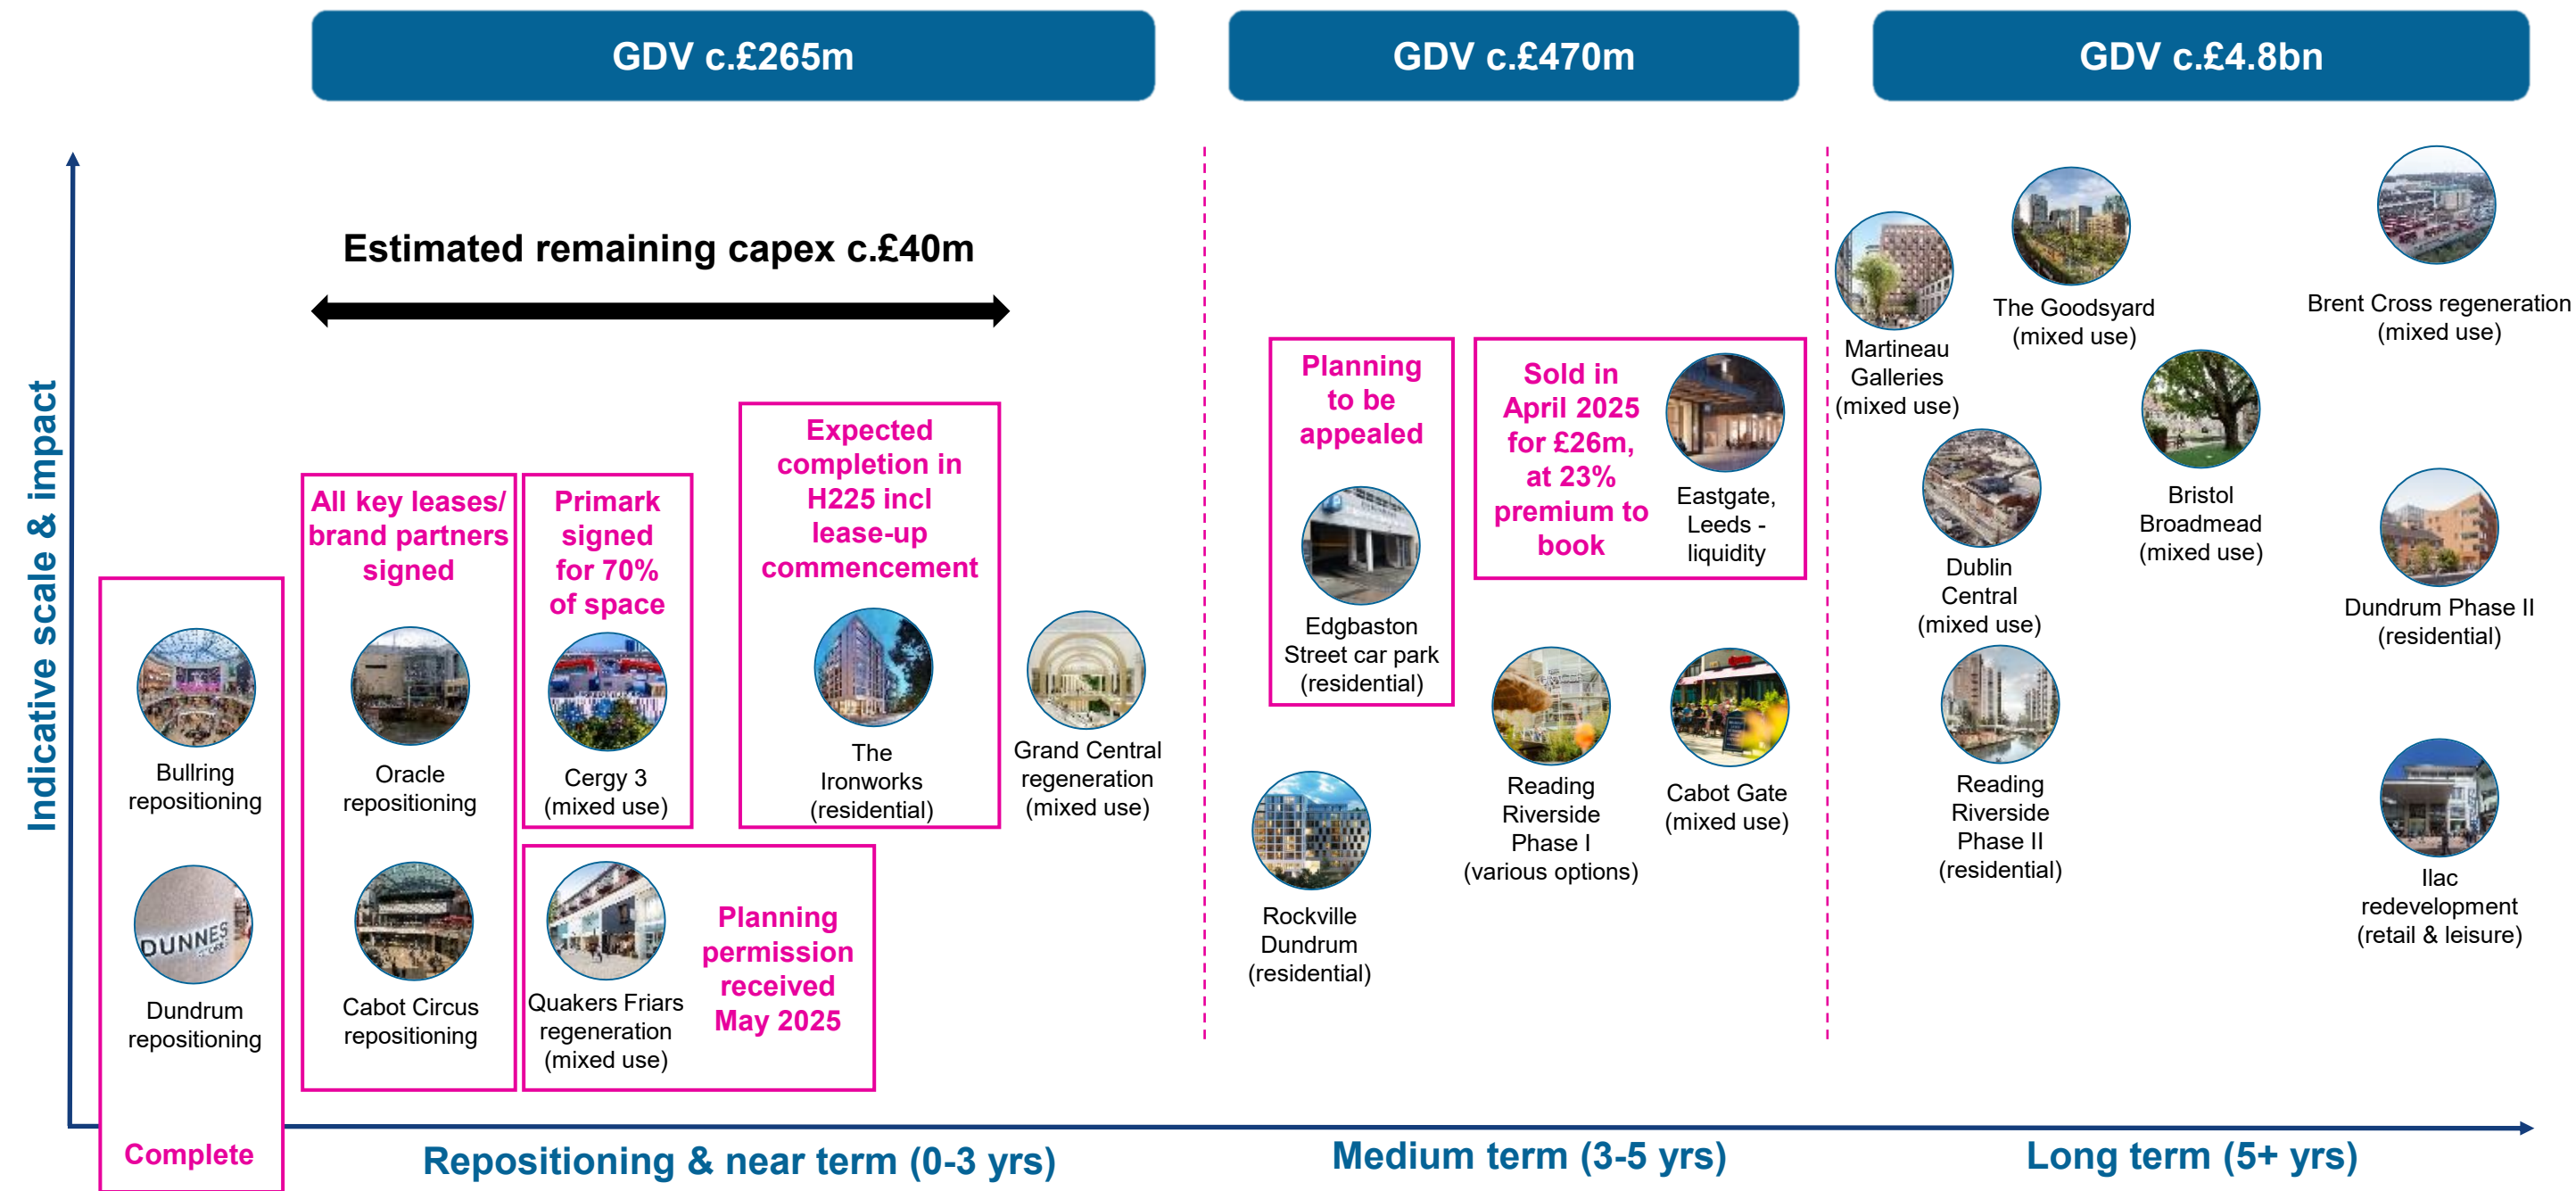 GDV c.£265m
GDV c.£470m
GDV c.£4.8bn
Indicative scale & impact
Estimated remaining capex c.£40m
Bullring
repositioning
DUNNES
Dundrum
repositioning
Complete
All key leases/
brand partners
signed
Oracle
repositioning
Cabot Circus
repositioning
Primark
signed
for 70%
of space
Cergy 3
(mixed use)
Quakers Friars
regeneration
(mixed use)
Planning
permission
received
May 2025
Expected
completion in
H225 incl
lease-up
commencement
The
Ironworks
(residential)
Grand Central
regeneration
(mixed use)
Planning
to be
appealed
Edgbaston
Street car park
(residential)
Sold in
April 2025
for £26m,
at 23%
premium to
book
Eastgate,
Leeds -
liquidity
Rockville
Dundrum
(residential)
Reading
Riverside
Phase I
(various options)
Cabot Gate
(mixed use)
Martineau
Galleries
(mixed use)
The Goodsyard
(mixed use)
Brent Cross regeneration
(mixed use)
Dublin
Central
(mixed use)
Bristol
Broadmead
(mixed use)
Dundrum Phase II
(residential)
Reading
Riverside
Phase II
(residential)
Ilac
redevelopment
(retail & leisure)
Repositioning & near term (0-3 yrs)
Medium term (3-5 yrs)
Long term (5+ yrs)